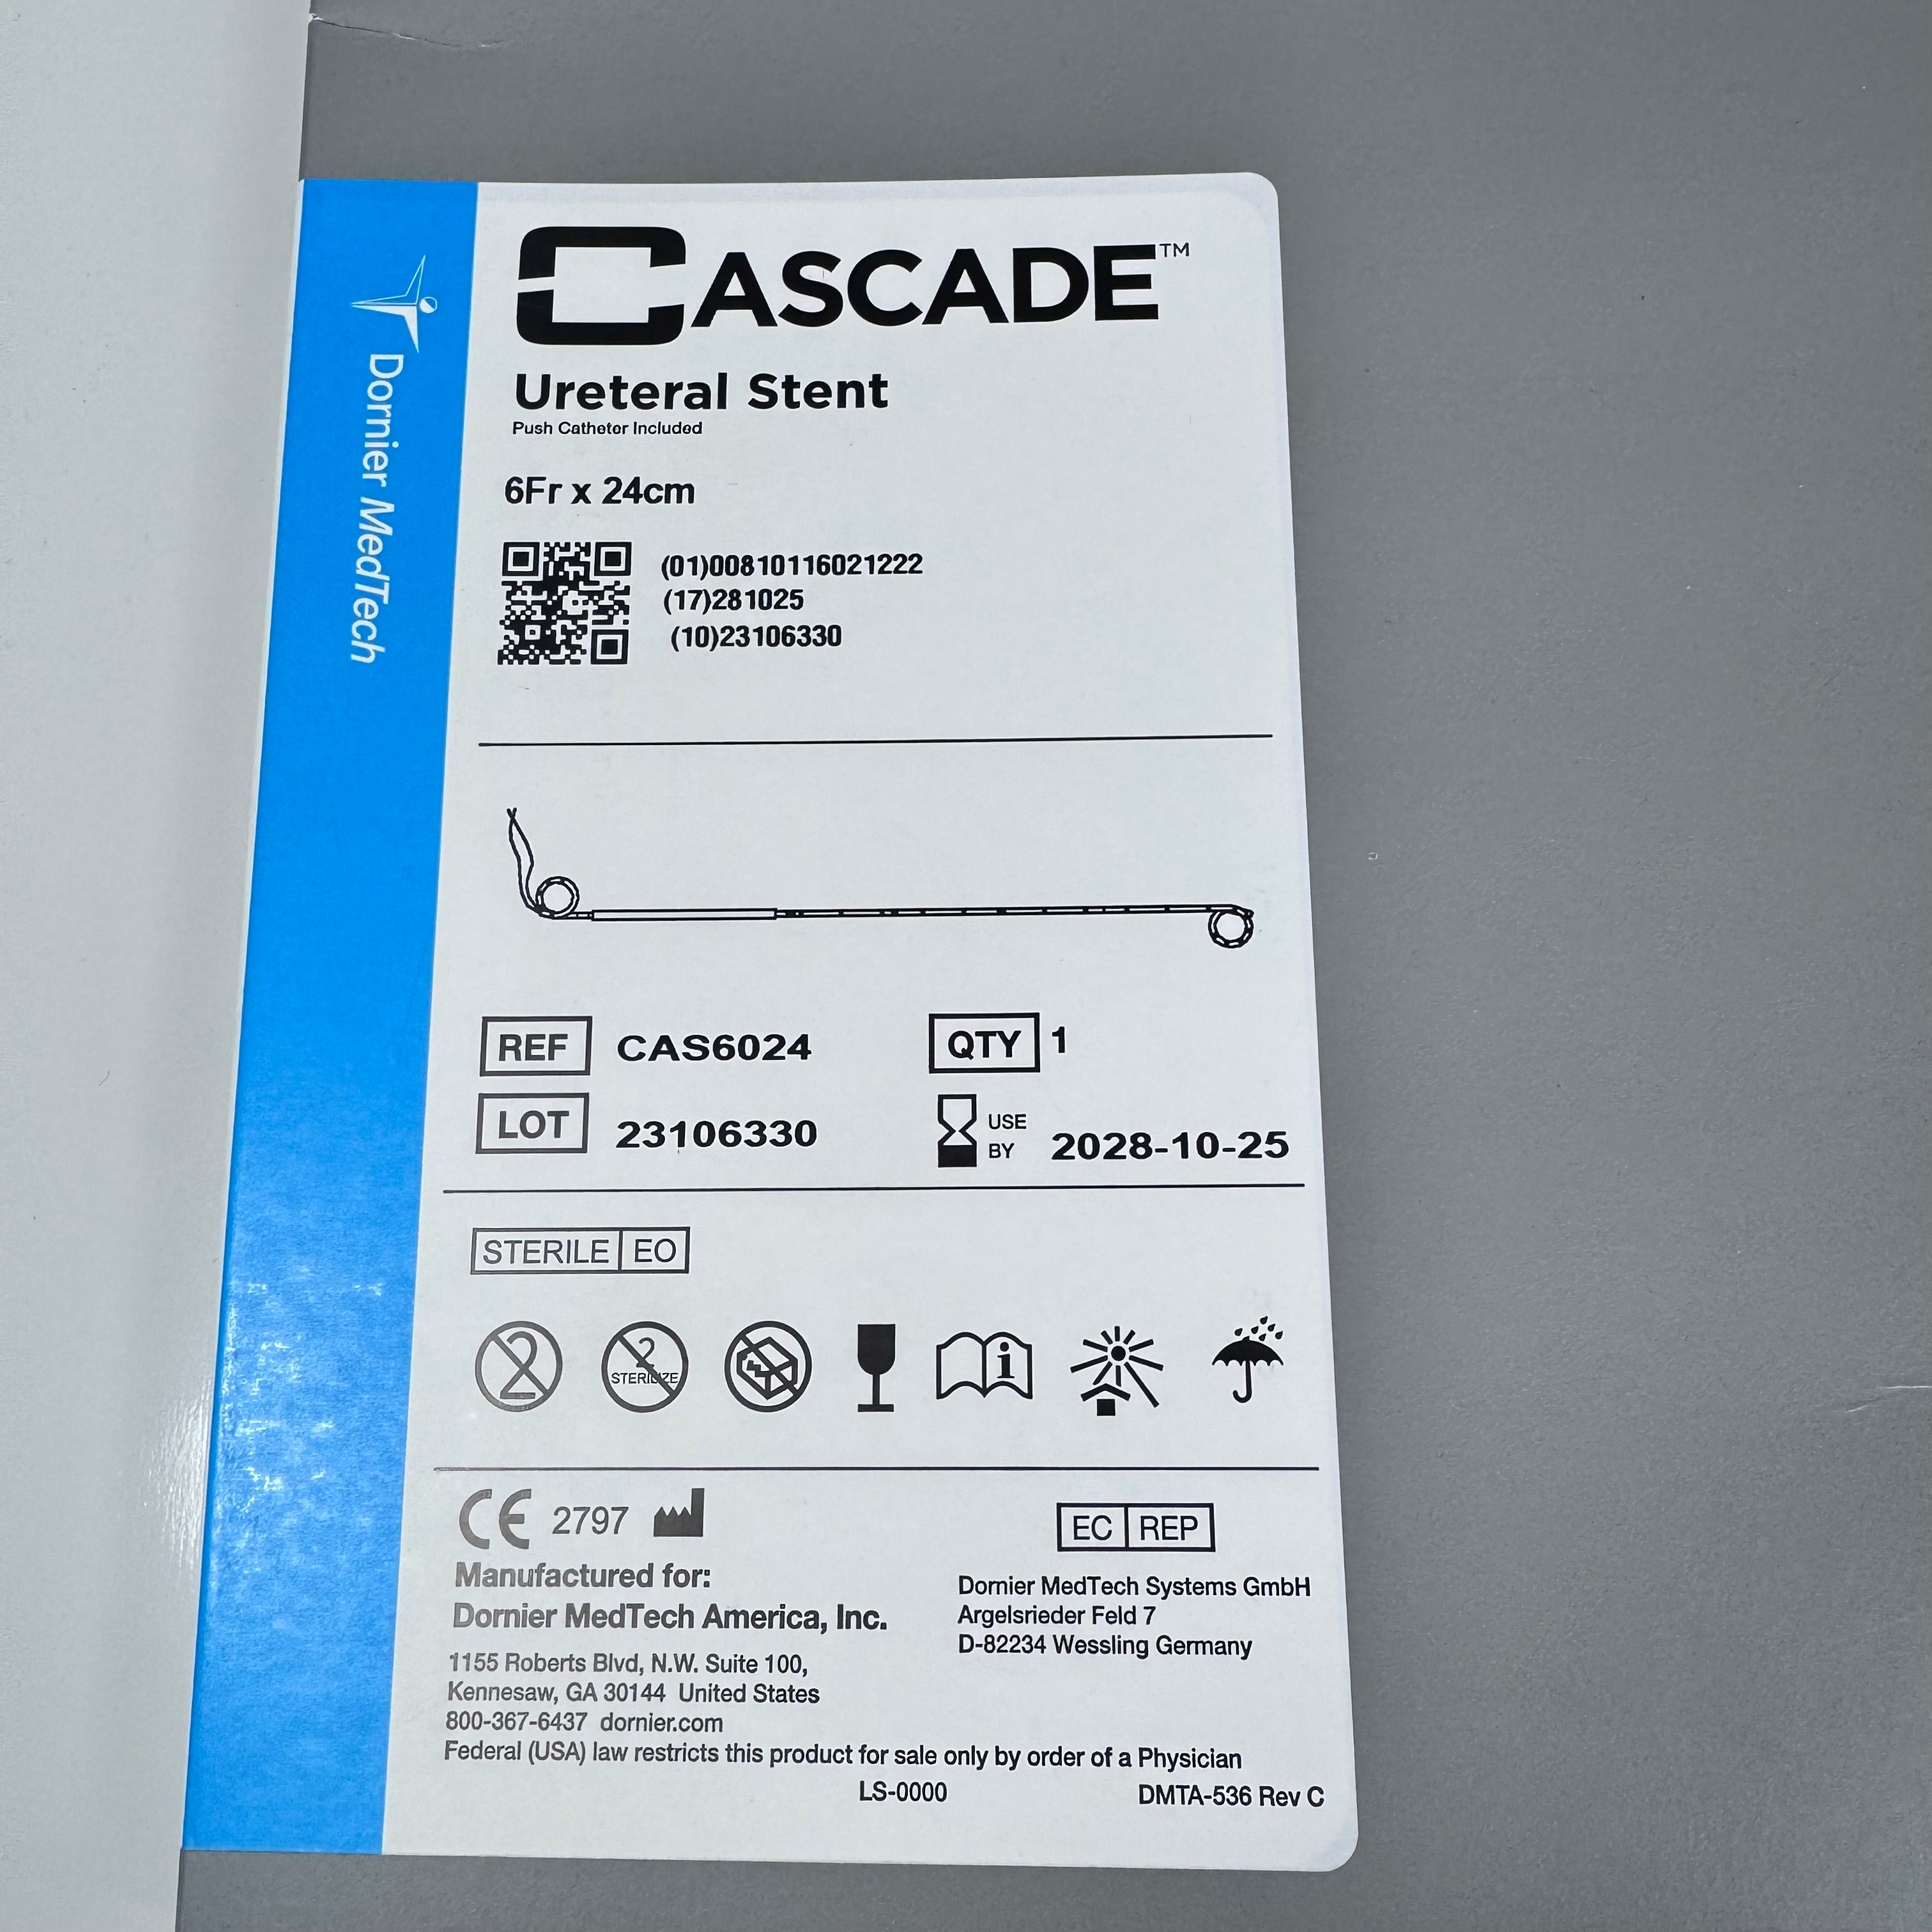 CASCADE™
Dornier MedTech
Ureteral Stent
Push Catheter Included
6Fr x 24cm
(01)00810116021222
(17)281025
(10)23106330
REF CAS6024 QTY 1
LOT 23106330 USE BY 2028-10-25
STERILE EO
2 2 STERILIZE i
CE 2797
EC REP
Manufactured for:
Dornier MedTech America, Inc.
1155 Roberts Blvd, N.W. Suite 100,
Kennesaw, GA 30144 United States
800-367-6437 dornier.com
Dornier MedTech Systems GmbH
Argelsrieder Feld 7
D-82234 Wessling Germany
Federal (USA) law restricts this product for sale only by order of a Physician
LS-0000 DMTA-536 Rev C